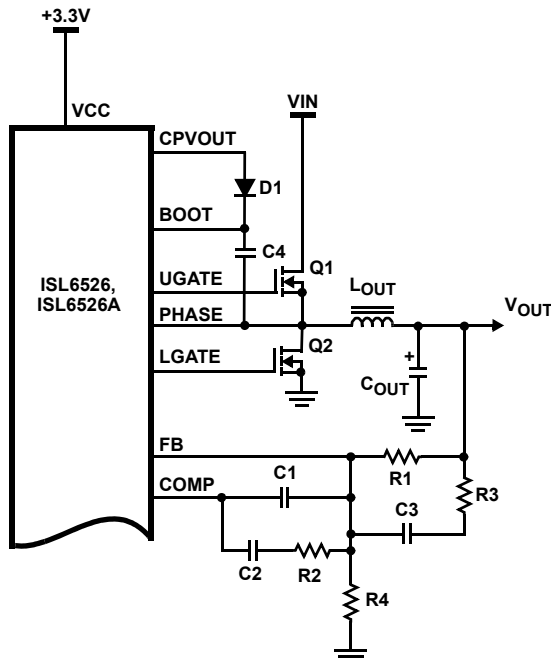 +3.3V
VCC
VIN
CPVOUT
D1
BOOT
C4
Q1
ISL6526,
ISL6526A
UGATE
LOUT
PHASE
VOUT
Q2
LGATE
+
COUT
FB
R1
R3
COMP
C1
C3
C2
R2
R4